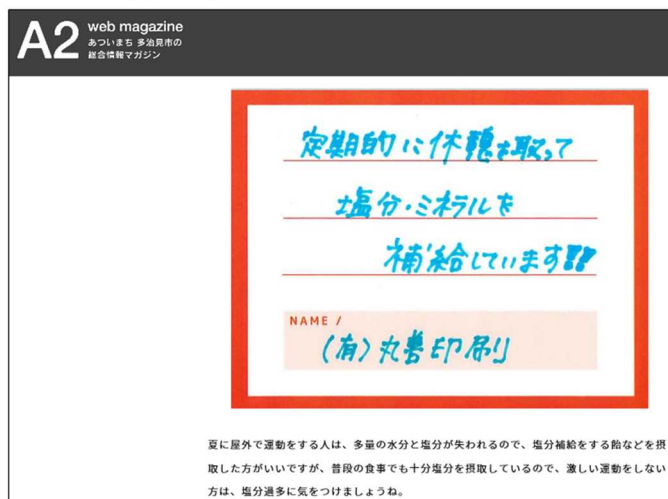 A2
web magazine
あついまち 多治見市の
総合情報マガジン
定期的に休憩を取って
塩分・ミネラルを
補給しています!!
NAME /
(有)丸善印刷
夏に屋外で運動をする人は、多量の水分と塩分が失われるので、塩分補給をする飴などを摂
取した方がいいですが、普段の食事でも十分塩分を摂取しているので、激しい運動をしない
方は、塩分過多に気をつけましょうね。